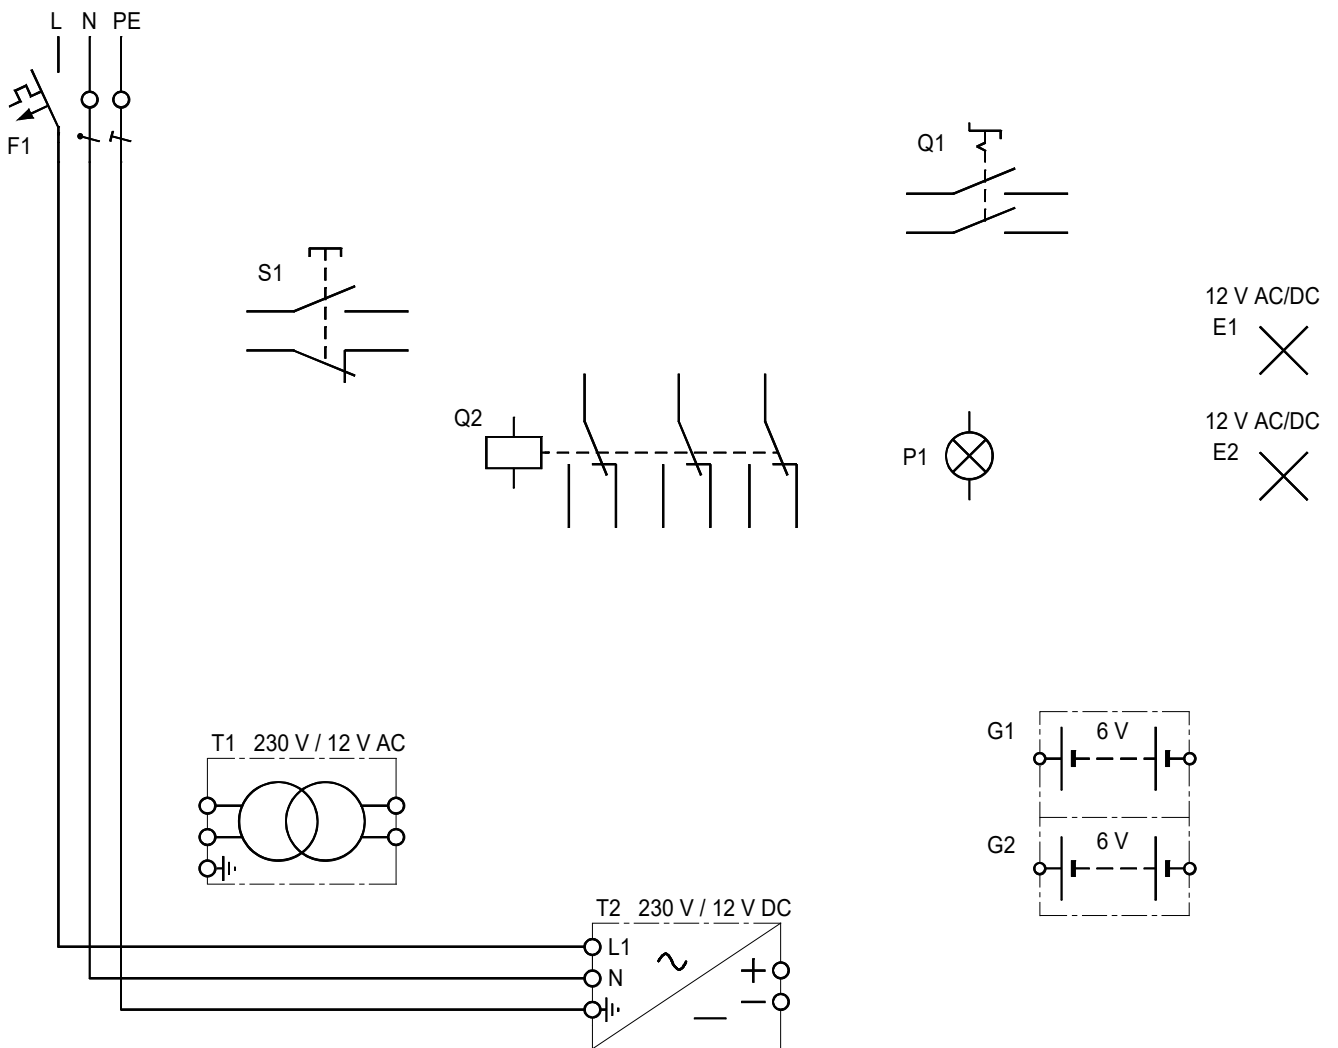 L N PE
F1
Q1
S1
12 V AC/DC
E1
Q2
12 V AC/DC
E2
P1
G1 6 V
T1 230 V / 12 V AC
G2 6 V
T2 230 V / 12 V DC
L1
N
+
−